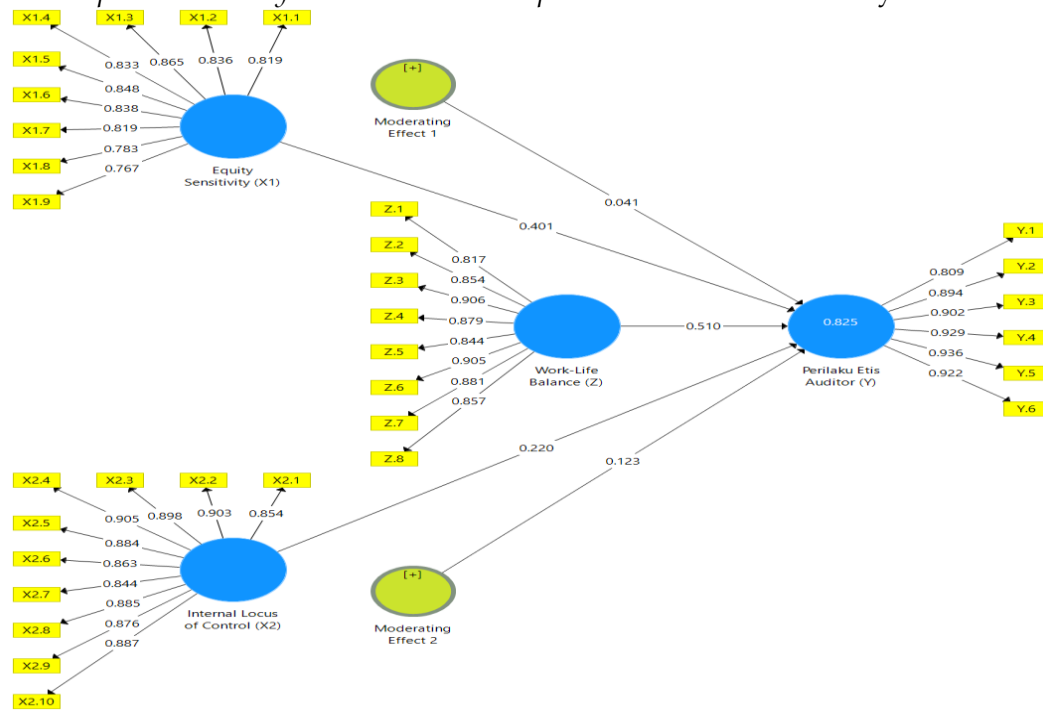 X1.4
X1.3
X1.2
X1.1
0.833
0.865
0.836
0.819
X1.5
0.848
X1.6
0.838
X1.7
0.819
X1.8
0.783
0.767
X1.9
Equity
Sensitivity (X1)
[+]
Moderating
Effect 1
0.041
0.401
Z.1
0.817
Z.2
0.854
Z.3
0.906
Z.4
0.879
Z.5
0.844
Z.6
0.905
Z.7
0.881
0.857
Z.8
Work-Life
Balance (Z)
0.510
0.825
Perilaku Etis
Auditor (Y)
Y.1
0.809
Y.2
0.894
Y.3
0.902
Y.4
0.929
Y.5
0.936
0.922
Y.6
0.220
0.123
X2.4
X2.3
X2.2
X2.1
0.905
0.898
0.903
0.854
X2.5
0.884
X2.6
0.863
X2.7
0.844
X2.8
0.885
0.876
X2.9
0.887
X2.10
Internal Locus
of Control (X2)
[+]
Moderating
Effect 2